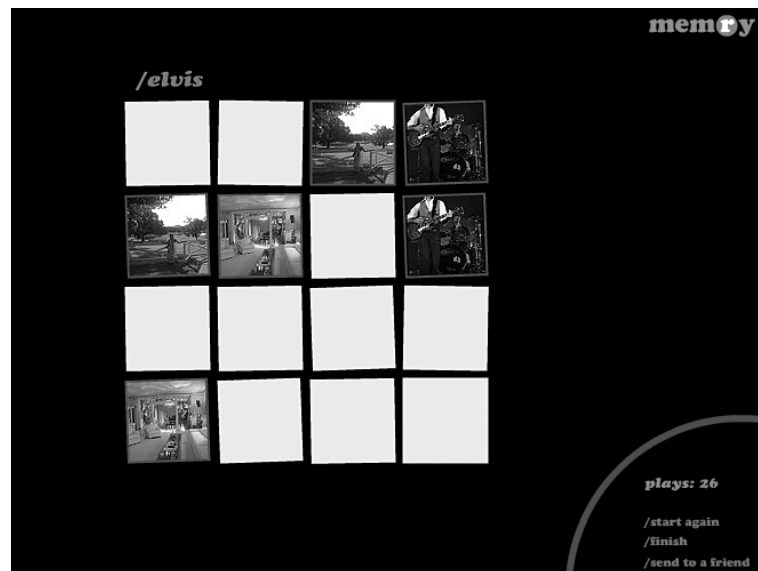 memry
/elvis
plays: 26
/start again
/finish
/send to a friend